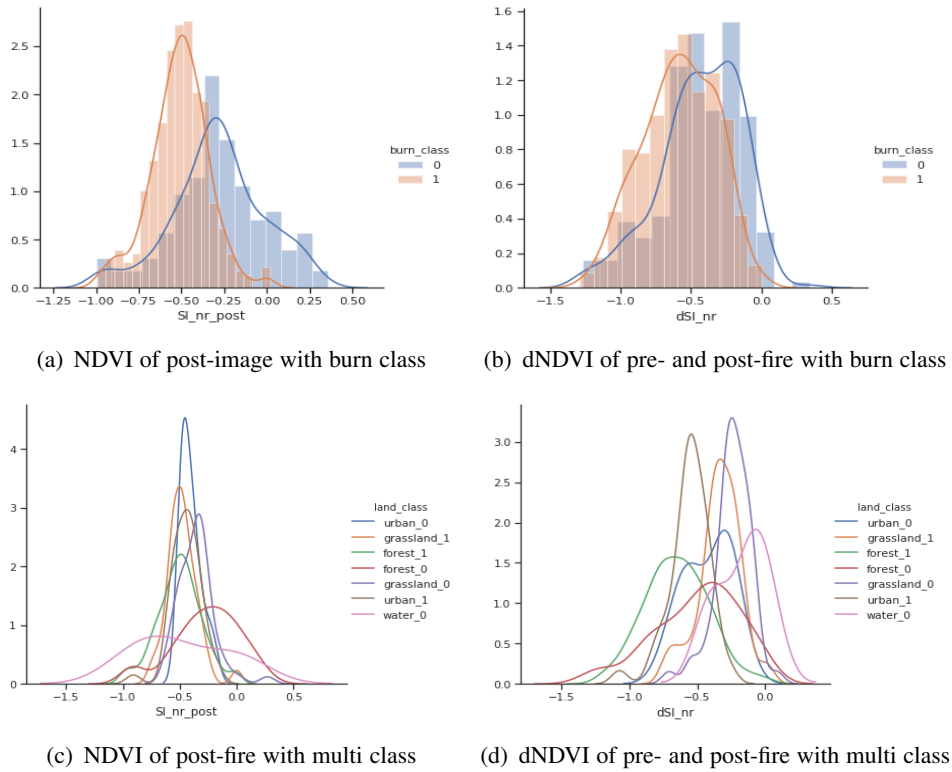 2.5
2.0
1.5
1.0
0.5
0.0
−1.25 −1.00 −0.75 −0.50 −0.25 0.00 0.25 0.50
SI_nr_post
burn_class
0
1
1.6
1.4
1.2
1.0
0.8
0.6
0.4
0.2
0.0
−1.5 −1.0 −0.5 0.0 0.5
dSI_nr
burn_class
0
1
(a) NDVI of post-image with burn class
(b) dNDVI of pre- and post-fire with burn class
4
3
2
1
0
−1.5 −1.0 −0.5 0.0 0.5
SI_nr_post
land_class
urban_0
grassland_1
forest_1
forest_0
grassland_0
urban_1
water_0
3.0
2.5
2.0
1.5
1.0
0.5
0.0
−1.5 −1.0 −0.5 0.0
dSI_nr
land_class
urban_0
grassland_1
forest_1
forest_0
grassland_0
urban_1
water_0
(c) NDVI of post-fire with multi class
(d) dNDVI of pre- and post-fire with multi class